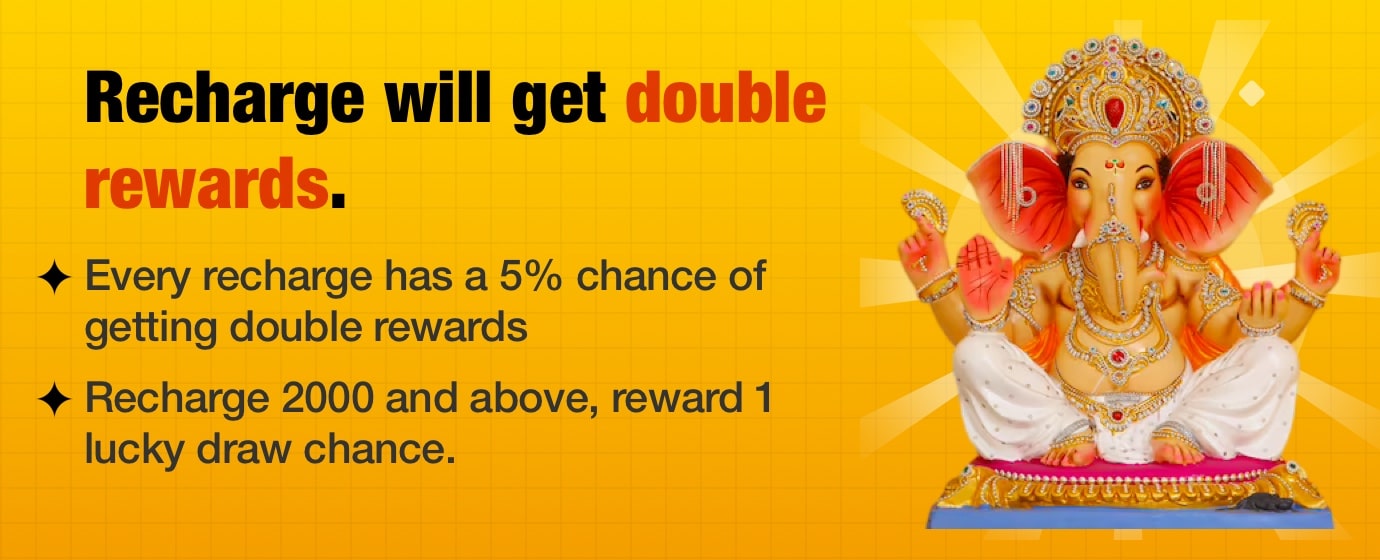 Recharge will get double
rewards.
Every recharge has a 5% chance of
getting double rewards
Recharge 2000 and above, reward 1
lucky draw chance.